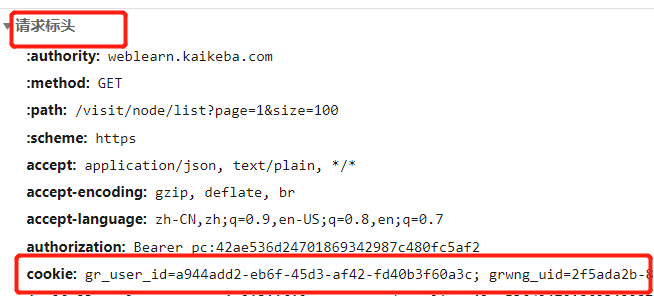 请求标头
:authority: weblearn.kaikeba.com
:method: GET
:path: /visit/node/list?page=1&size=100
:scheme: https
accept: application/json, text/plain, */*
accept-encoding: gzip, deflate, br
accept-language: zh-CN,zh;q=0.9,en-US;q=0.8,en;q=0.7
authorization: Bearer pc:42ae536d24701869342987c480fc5af2
cookie: gr_user_id=a944add2-eb6f-45d3-af42-fd40b3f60a3c; grwng_uid=2f5ada2b-8